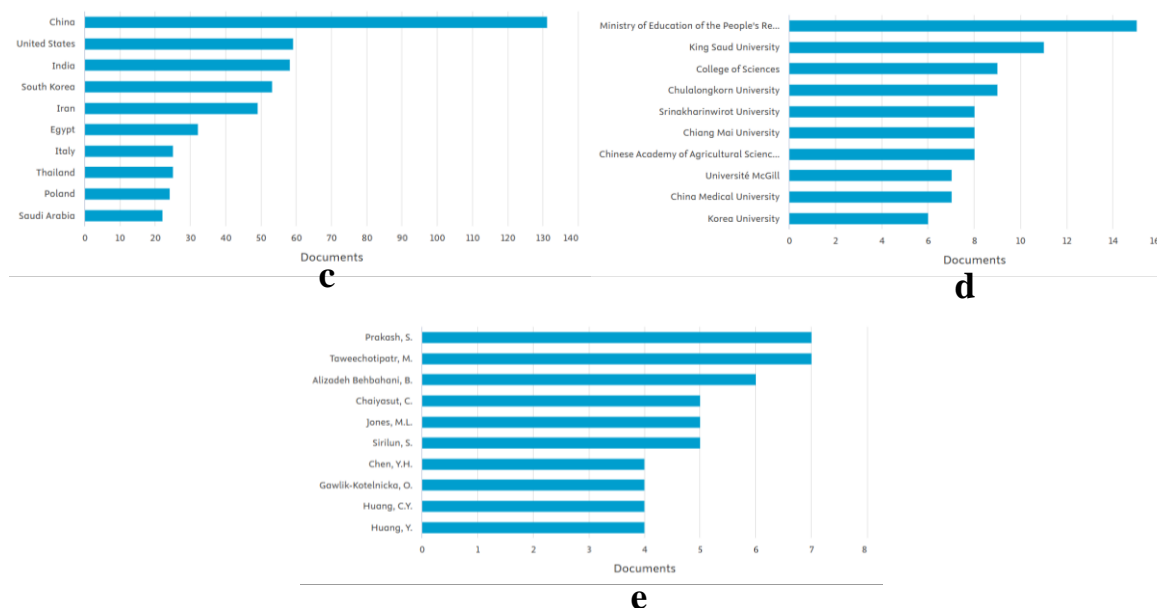 China
United States
India
South Korea
Iran
Egypt
Italy
Thailand
Poland
Saudi Arabia
0 10 20 30 40 50 60 70 80 90 100 110 120 130 140
Documents
c
Ministry of Education of the People's Re...
King Saud University
College of Sciences
Chulalongkorn University
Srinakharinwirot University
Chiang Mai University
Chinese Academy of Agricultural Scienc...
Université McGill
China Medical University
Korea University
0 2 4 6 8 10 12 14 16
Documents
d
Prakash, S.
Taweechotipatr, M.
Alizadeh Behbahani, B.
Chaiyasut, C.
Jones, M.L.
Sirilun, S.
Chen, Y.H.
Gawlik-Kotelnicka, O.
Huang, C.Y.
Huang, Y.
0 1 2 3 4 5 6 7 8
Documents
e